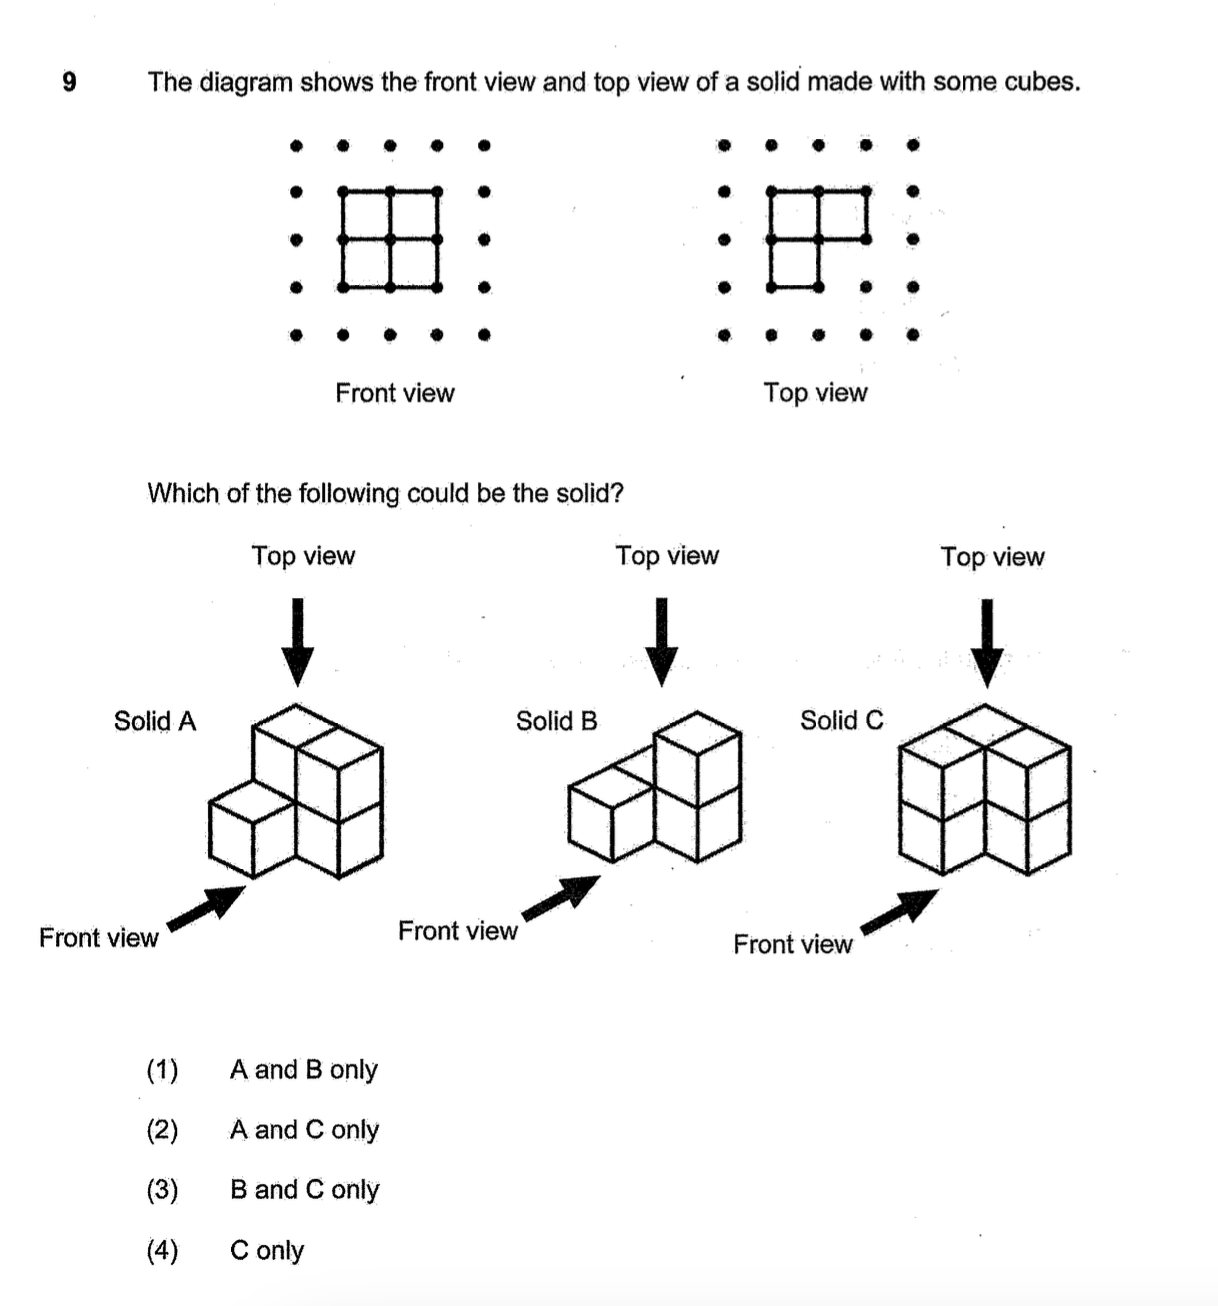 9 The diagram shows the front view and top view of a solid made with some cubes.
Front view Top view
Which of the following could be the solid?
Top view Top view Top view
Solid A Solid B Solid C
Front view Front view Front view
(1) A and B only
(2) A and C only
(3) B and C only
(4) C only